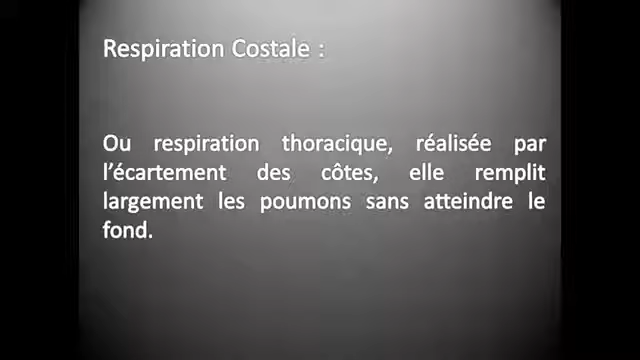 Respiration Costale :
Ou respiration thoracique, réalisée par
l’écartement des côtes, elle remplit
largement les poumons sans atteindre le
fond.